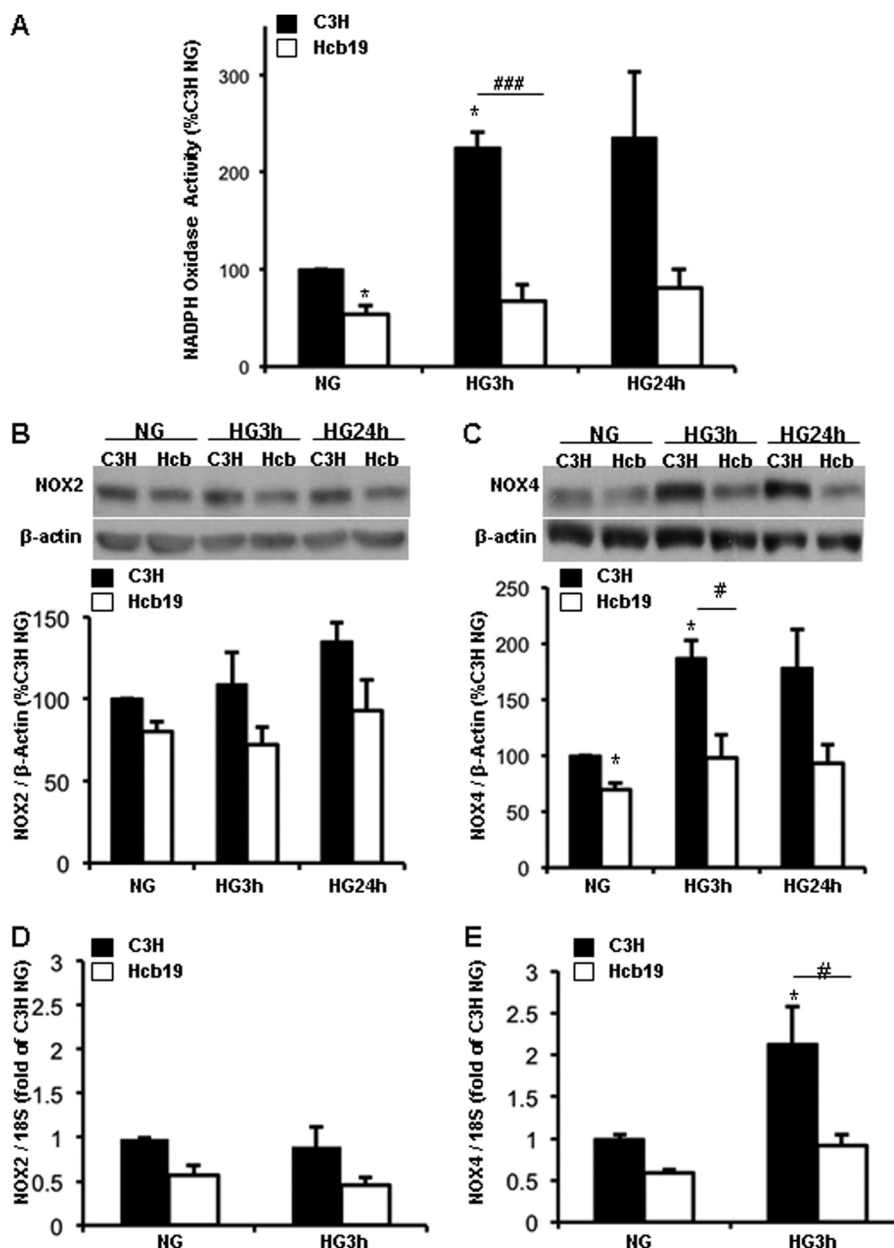 A
C3H
Hcb19
NADPH Oxidase Activity (%C3H NG)
300
200
100
0
*
*
###
NG HG3h HG24h
B
NG HG3h HG24h
C3H Hcb C3H Hcb C3H Hcb
NOX2
β-actin
C3H
Hcb19
NOX2 / β-Actin (%C3H NG)
150
100
50
0
NG HG3h HG24h
C
NG HG3h HG24h
C3H Hcb C3H Hcb C3H Hcb
NOX4
β-actin
C3H
Hcb19
NOX4 / β-Actin (%C3H NG)
250
200
150
100
50
0
*
*
#
NG HG3h HG24h
D
C3H
Hcb19
NOX2 / 18S (fold of C3H NG)
3
2.5
2
1.5
1
0.5
0
NG HG3h
E
C3H
Hcb19
NOX4 / 18S (fold of C3H NG)
3
2.5
2
1.5
1
0.5
0
*
#
NG HG3h